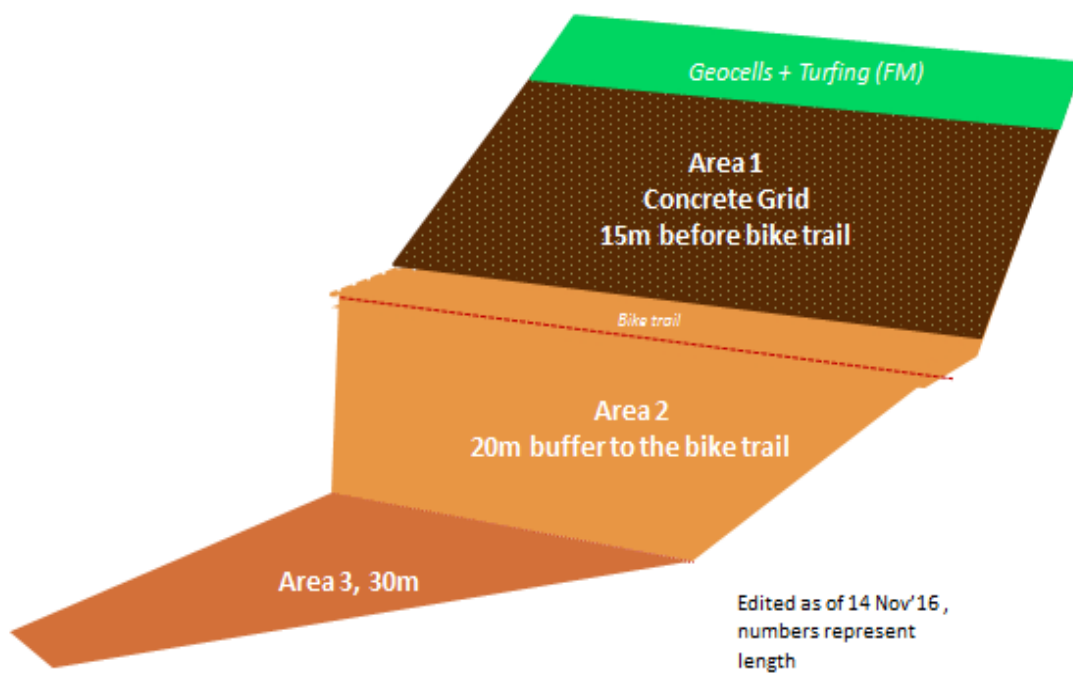 Geocells + Turfing (FM)
Area 1
Concrete Grid
15m before bike trail
Bike trail
Area 2
20m buffer to the bike trail
Area 3, 30m
Edited as of 14 Nov'16 ,
numbers represent
length